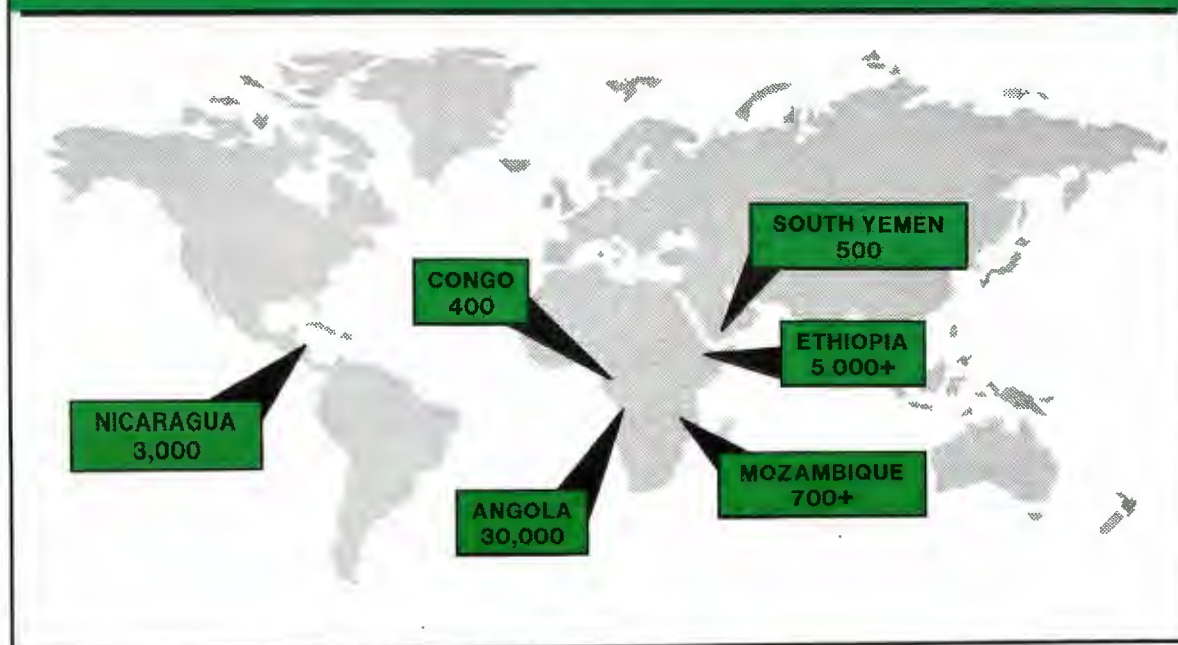 SOUTH YEMEN
500
CONGO
400
ETHIOPIA
5 000+
NICARAGUA
3,000
MOZAMBIQUE
700+
ANGOLA
30,000